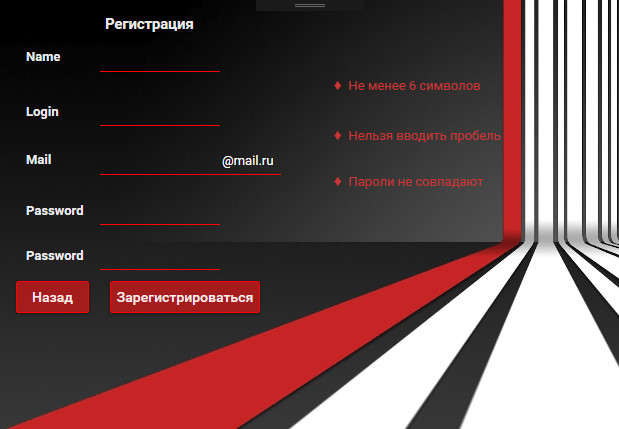 Регистрация
Name
♦ Не менее 6 символов
Login
♦ Нельзя вводить пробель
Mail @mail.ru
♦ Пароли не совпадают
Password
Password
Назад Зарегистрироваться